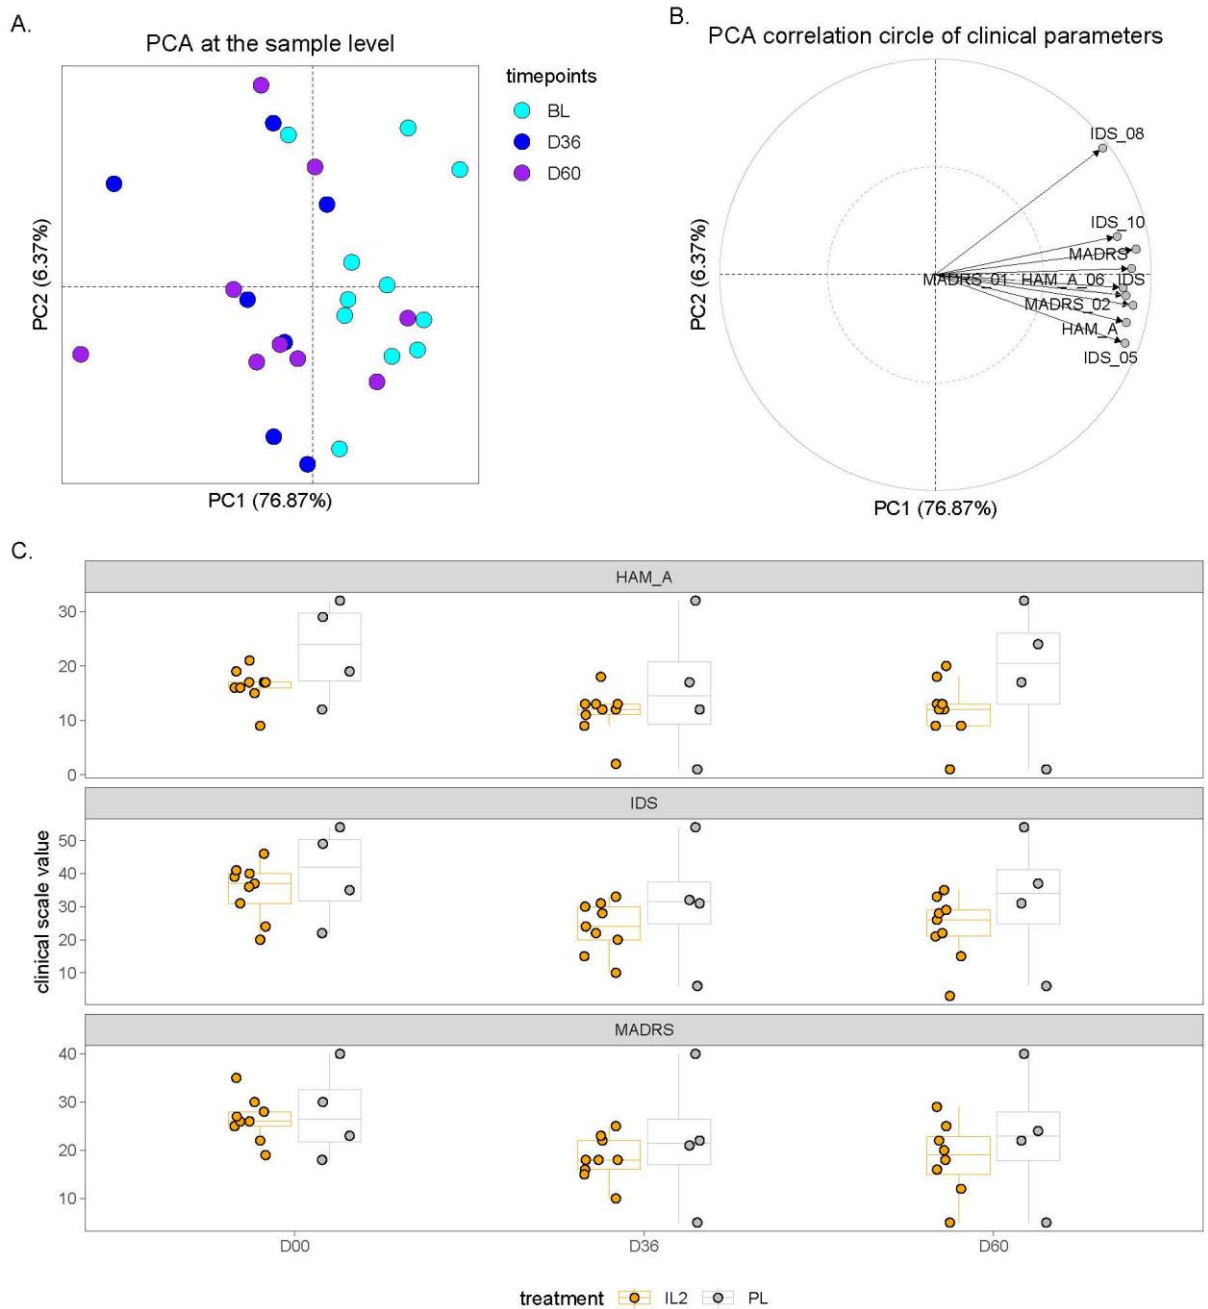 A.
PCA at the sample level
timepoints
BL
D36
D60
PC2 (6.37%)
PC1 (76.87%)
B.
PCA correlation circle of clinical parameters
IDS_08
IDS_10
MADRS
MADRS_01 HAM_A_06 IDS
MADRS_02
HAM_A
IDS_05
PC2 (6.37%)
PC1 (76.87%)
C.
HAM_A
30
20
10
0
IDS
50
40
30
20
10
MADRS
40
30
20
10
clinical scale value
D00 D36 D60
treatment IL2 PL